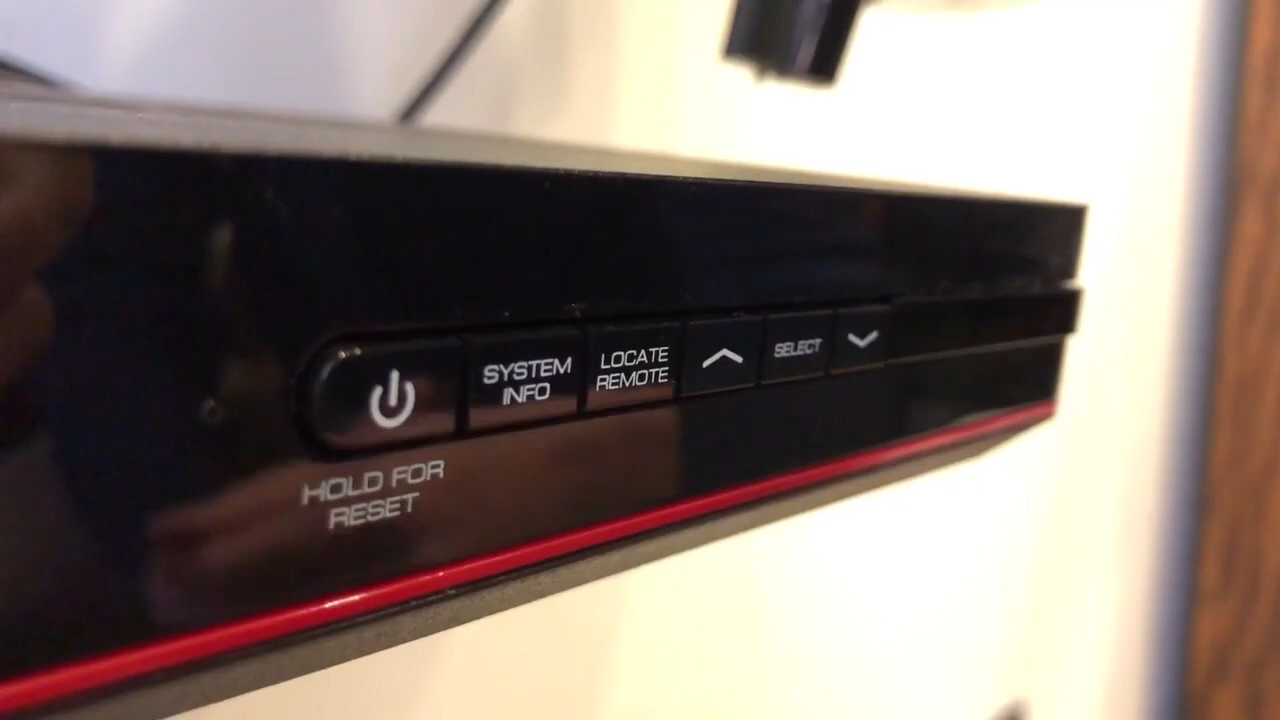 SYSTEM
INFO
LOCATE
REMOTE
SELECT
HOLD FOR
RESET